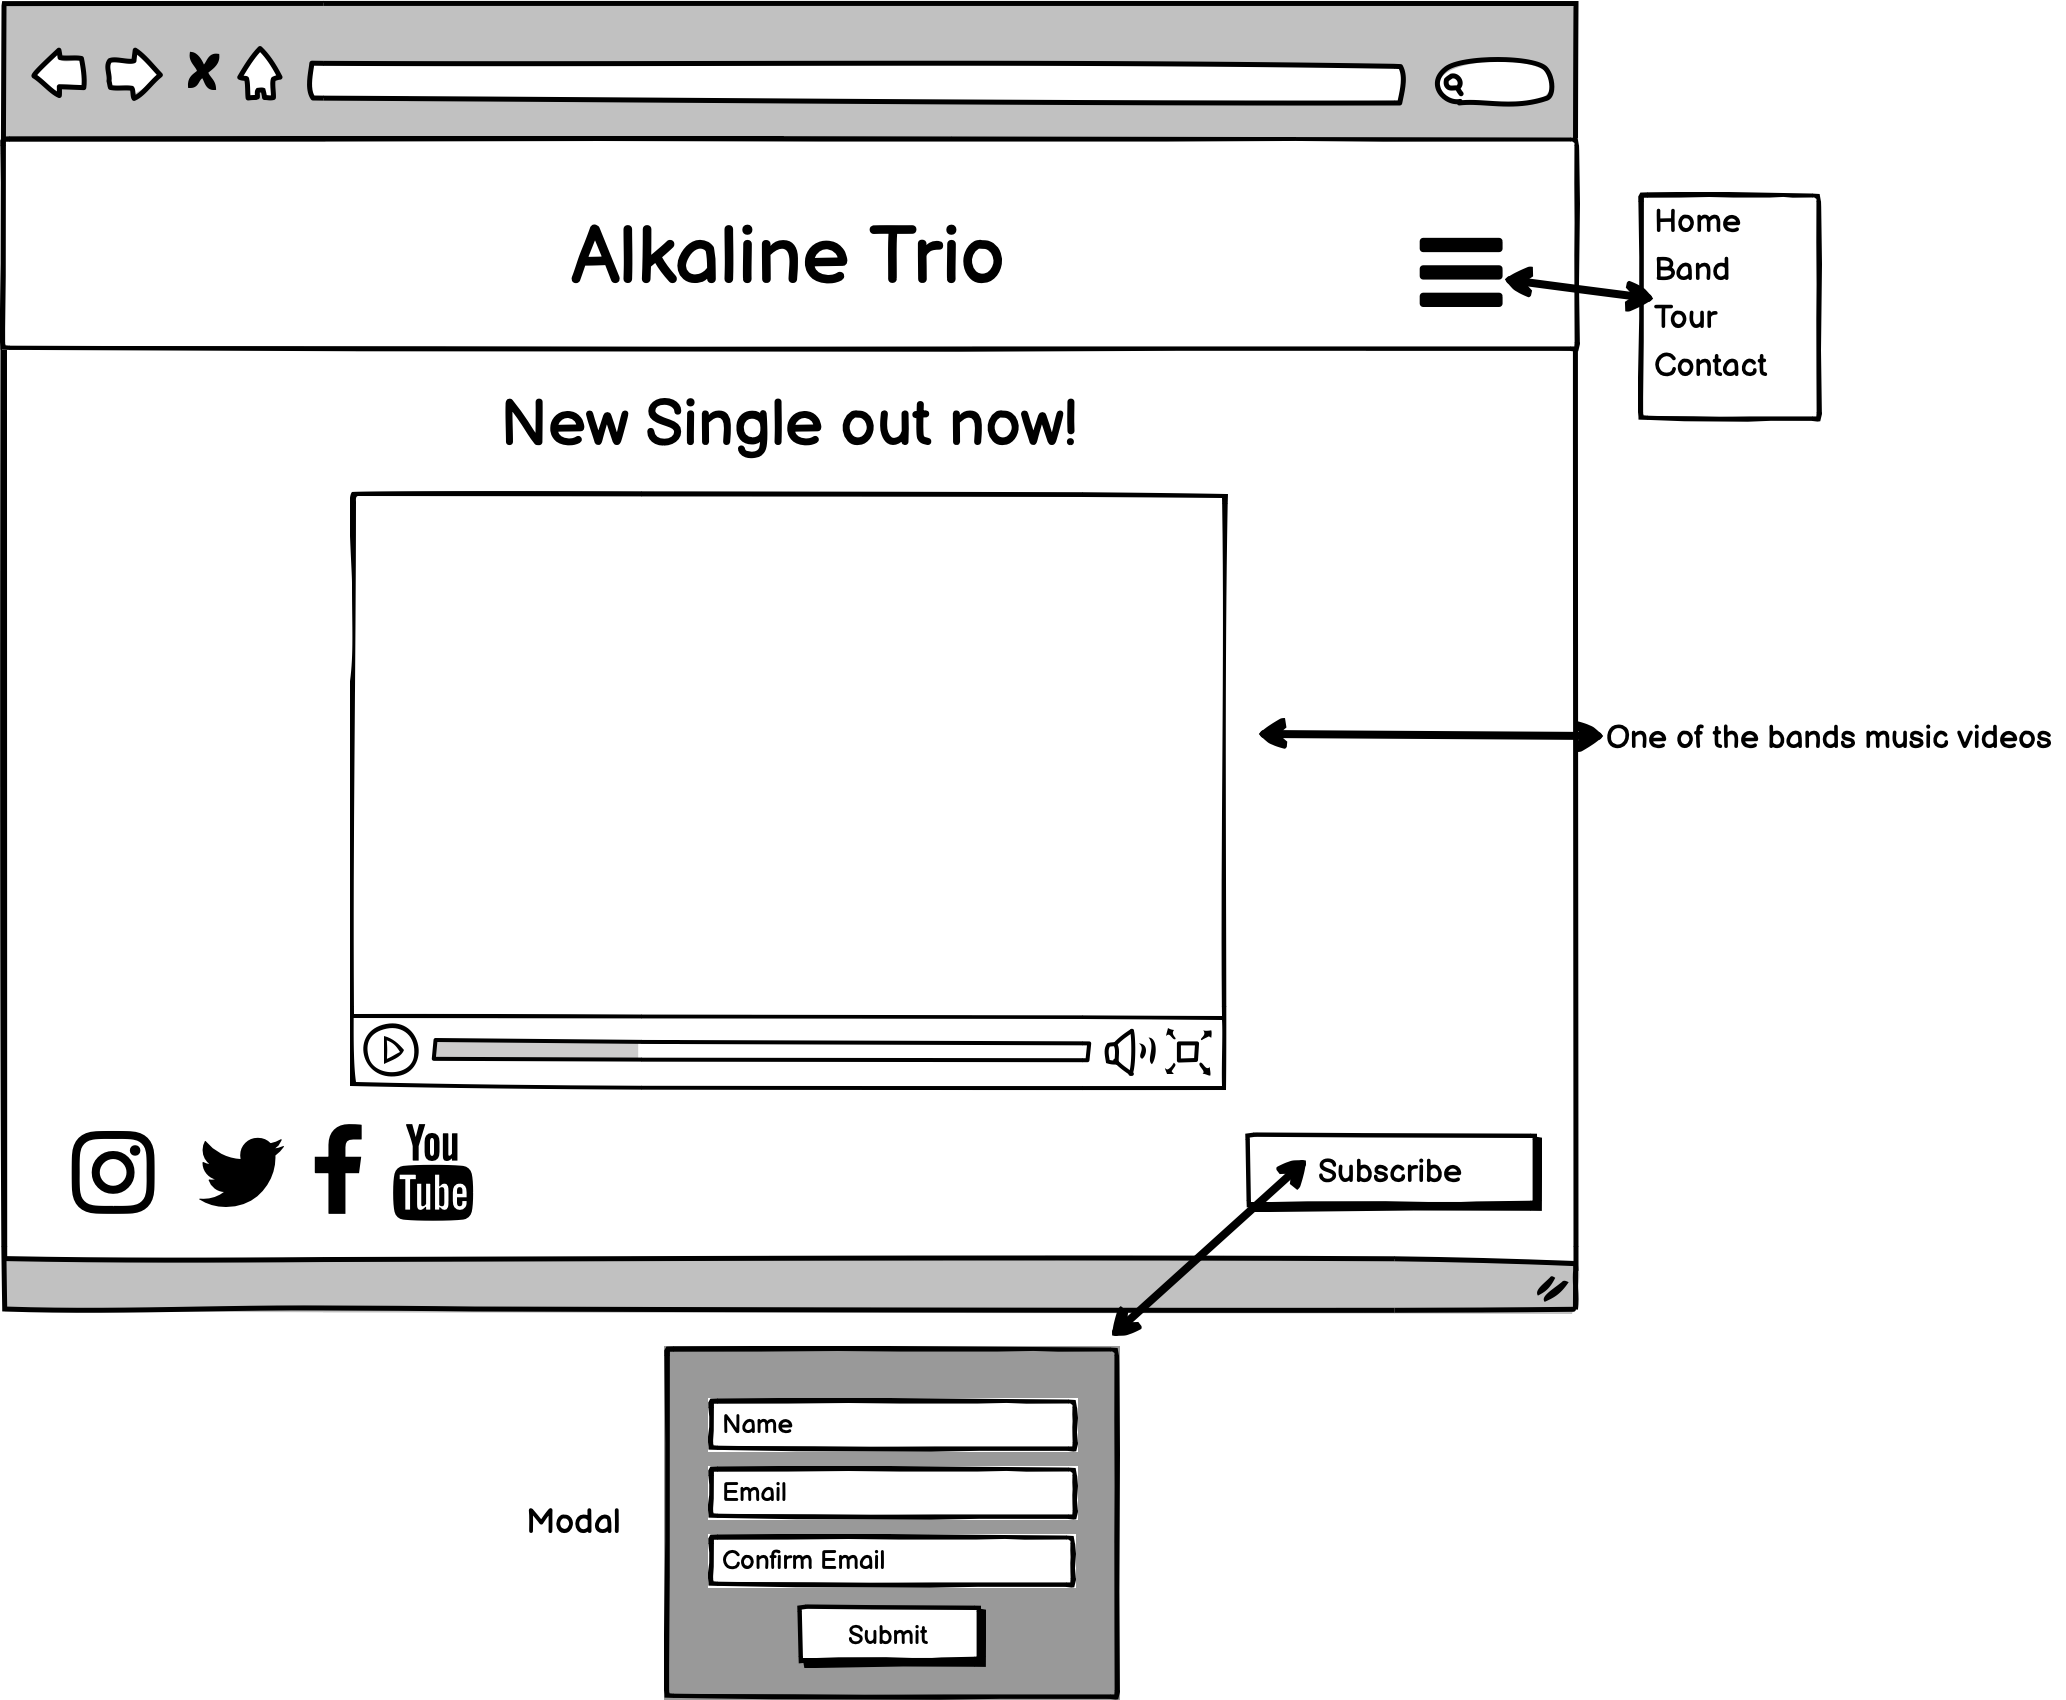 Alkaline Trio
Home
Band
Tour
Contact
New Single out now!
One of the bands music videos
You
Tube
Subscribe
Modal
Name
Email
Confirm Email
Submit